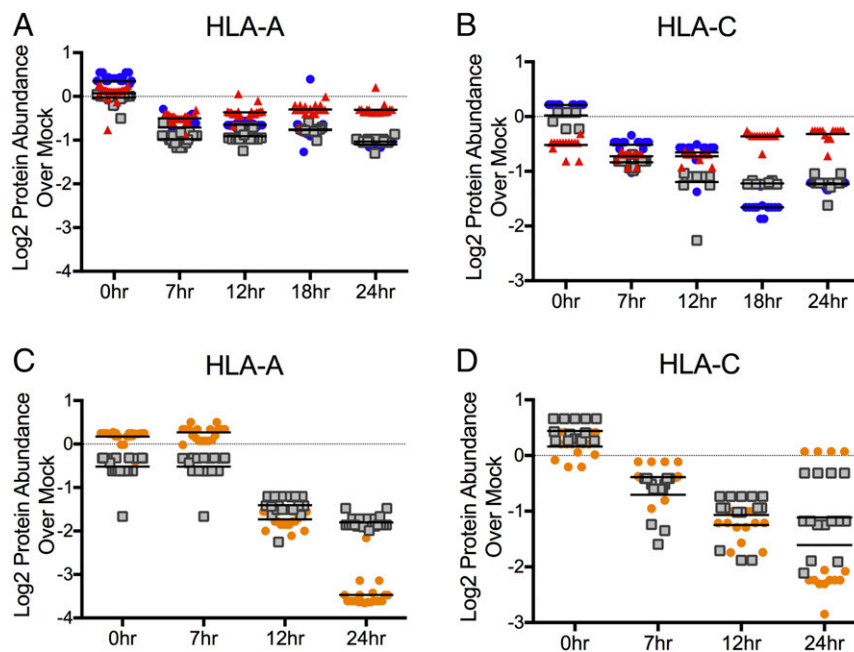 A
HLA-A
Log2 Protein Abundance
Over Mock
1
0
-1
-2
-3
-4
0hr 7hr 12hr 18hr 24hr
B
HLA-C
Log2 Protein Abundance
Over Mock
1
0
-1
-2
-3
0hr 7hr 12hr 18hr 24hr
C
HLA-A
Log2 Protein Abundance
Over Mock
1
0
-1
-2
-3
-4
0hr 7hr 12hr 24hr
D
HLA-C
Log2 Protein Abundance
Over Mock
1
0
-1
-2
-3
0hr 7hr 12hr 24hr